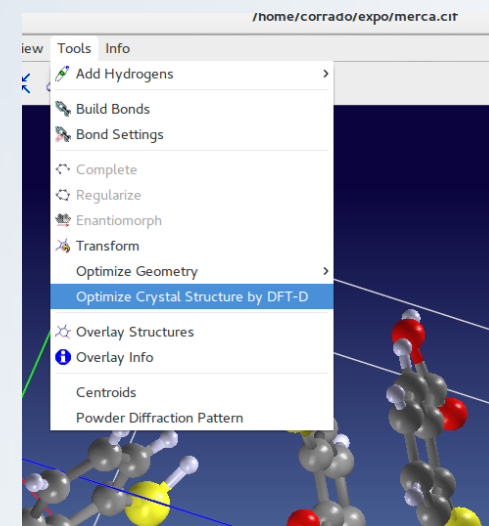 /home/corrado/expo/merca.cif
iew Tools Info
Add Hydrogens
Build Bonds
Bond Settings
Complete
Regularize
Enantiomorph
Transform
Optimize Geometry
Optimize Crystal Structure by DFT-D
Overlay Structures
Overlay Info
Centroids
Powder Diffraction Pattern